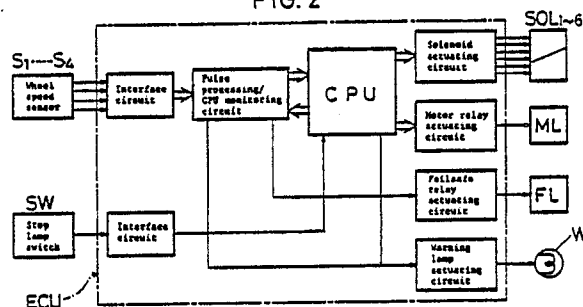 FIG. 2
SOL1~6
S1----S4
Wheel
speed
sensor
Interface
circuit
Pulse
processing/
CPU monitoring
circuit
CPU
Solenoid
actuating
circuit
Motor relay
actuating
circuit
ML
Failsafe
relay
actuating
circuit
FL
SW
Stop
lamp
switch
Interface
circuit
Warning
lamp
actuating
circuit
W
ECU